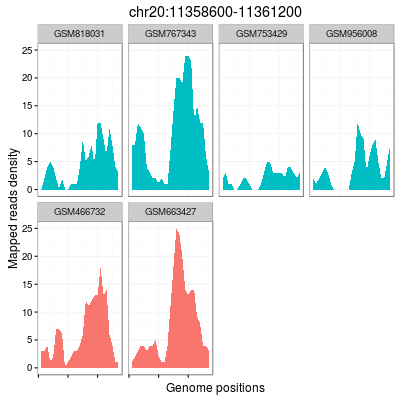 chr20:11358600-11361200
GSM818031 GSM767343 GSM753429 GSM956008
25
20
15
10
5
0
GSM466732 GSM663427
25
20
15
10
5
0
Mapped reads density
Genome positions